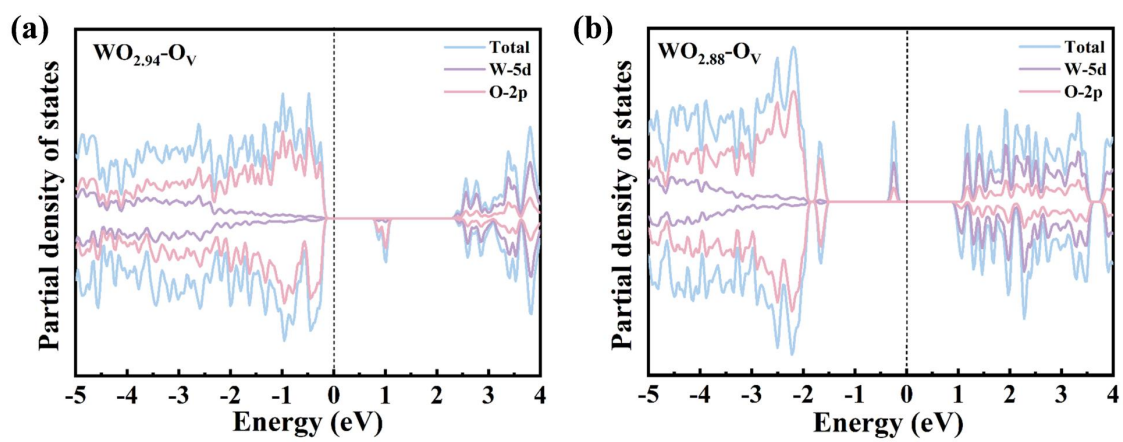 (a)
WO₂.₉₄-Oᵥ
Total
W-5d
O-2p
Partial density of states
-5 -4 -3 -2 -1 0 1 2 3 4
Energy (eV)
(b)
WO₂.₈₈-Oᵥ
Total
W-5d
O-2p
Partial density of states
-5 -4 -3 -2 -1 0 1 2 3 4
Energy (eV)